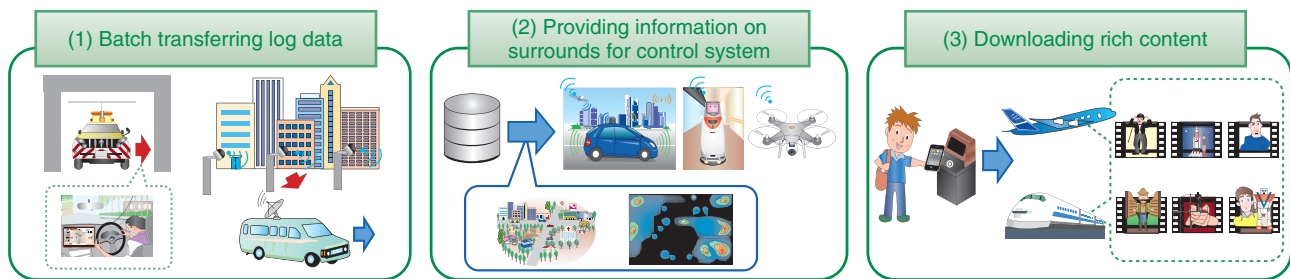 (1) Batch transferring log data
(2) Providing information on
surrounds for control system
(3) Downloading rich content